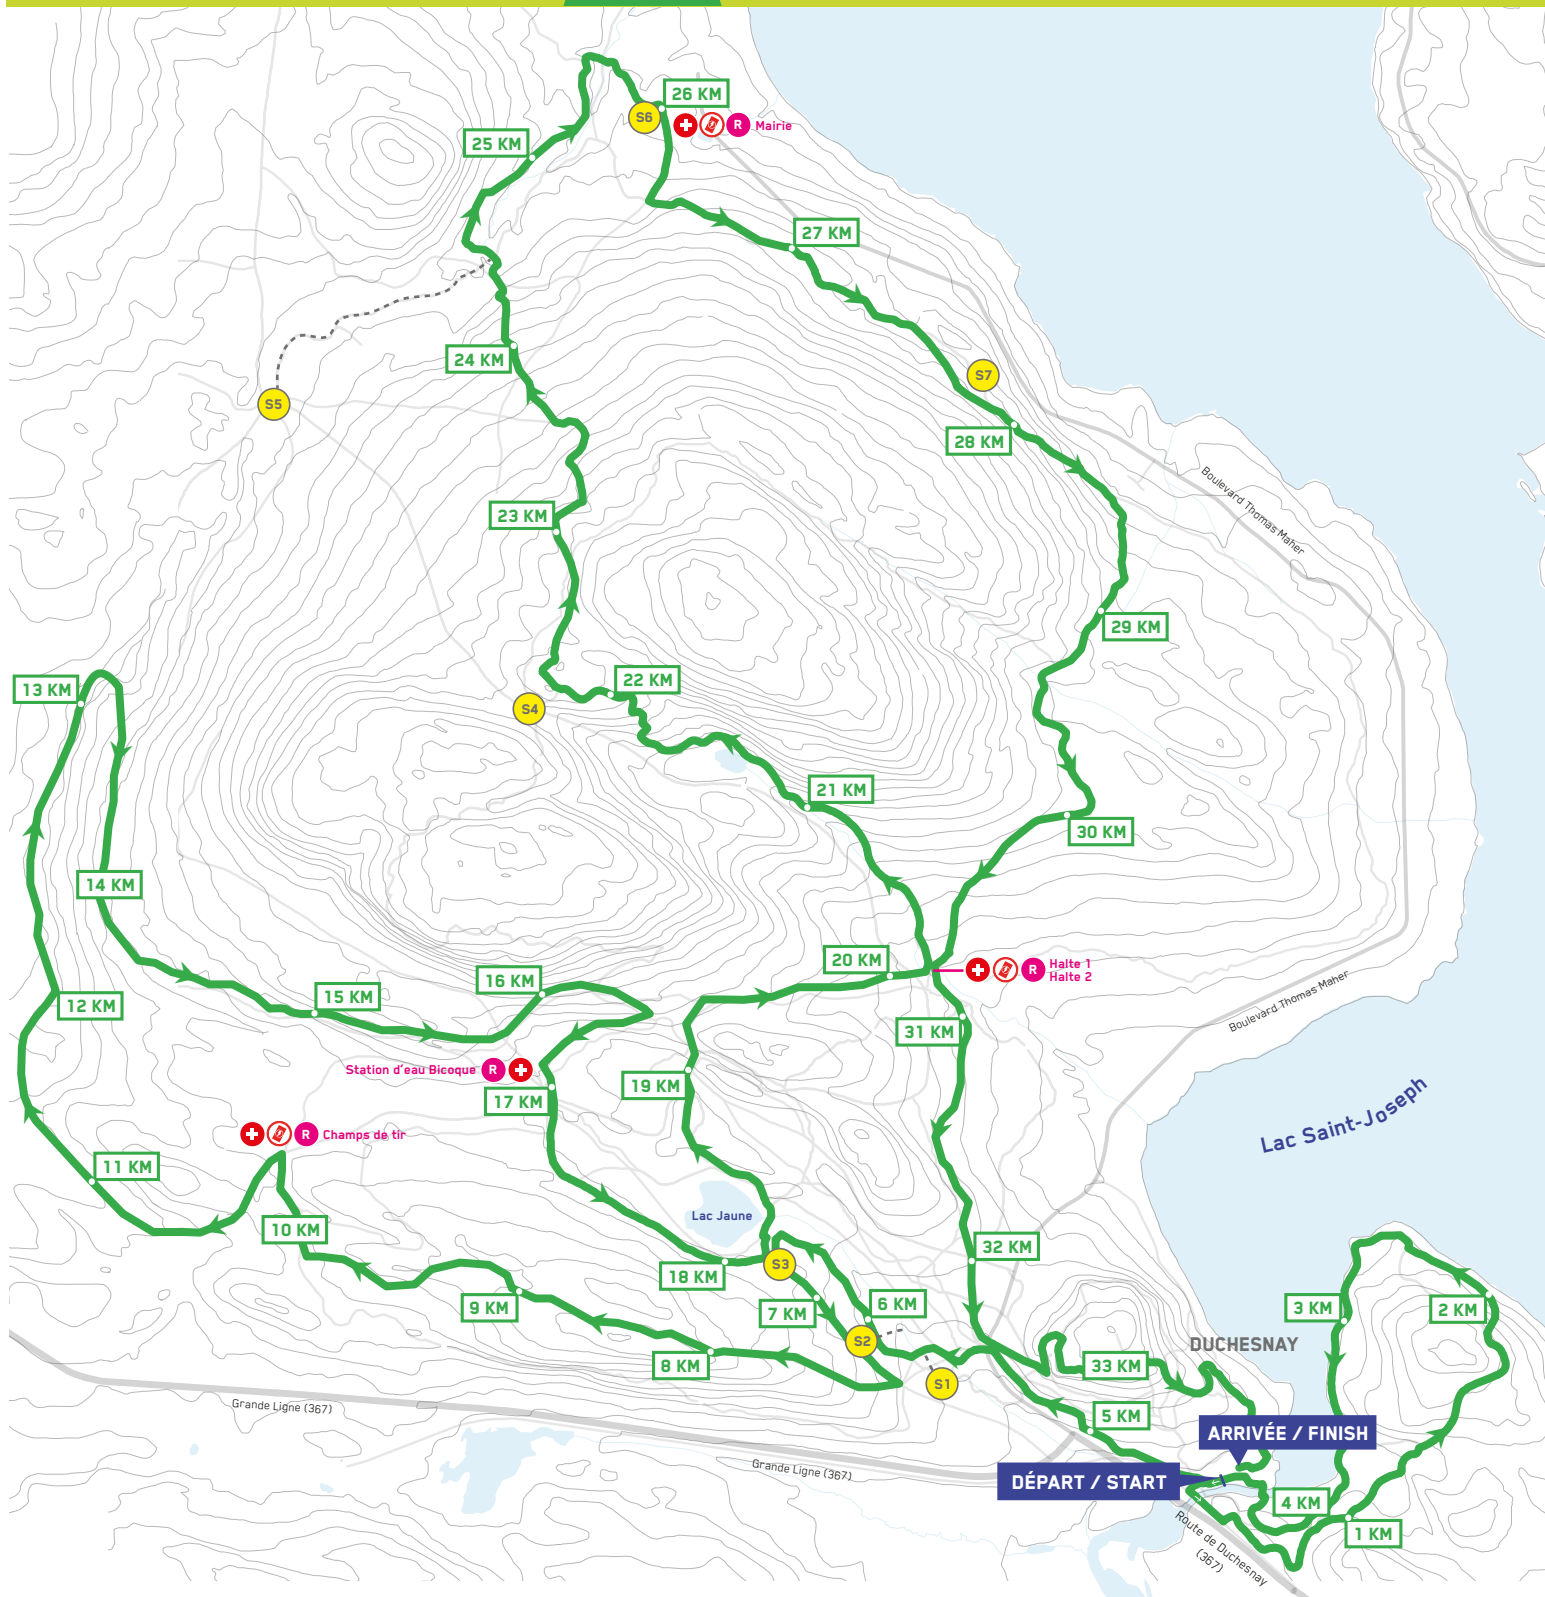 26 KM
S6
R Mairie
25 KM
27 KM
24 KM
S7
S5
28 KM
Boulevard Thomas Maher
23 KM
29 KM
22 KM
13 KM
S4
21 KM
30 KM
14 KM
20 KM
R Halte 1
Halte 2
16 KM
15 KM
12 KM
Boulevard Thomas Maher
31 KM
Station d'eau Bicoque R
19 KM
17 KM
Lac Saint-Joseph
R Champs de tir
11 KM
Lac Jaune
10 KM
32 KM
S3
18 KM
6 KM
3 KM
2 KM
9 KM
7 KM
S2
DUCHESNAY
8 KM
33 KM
S1
Grande Ligne (367)
5 KM
ARRIVÉE / FINISH
Grande Ligne (367)
DÉPART / START
4 KM
1 KM
Route de Duchesnay
(367)